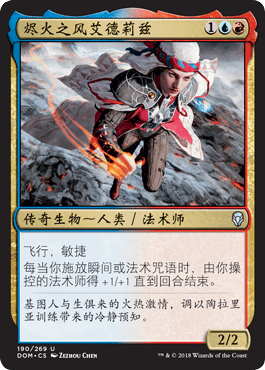 烬火之风艾德莉兹 1
传奇生物～人类／法术师
飞行，敏捷
每当你施放瞬间或法术咒语时，由你操
控的法术师得+1/+1直到回合结束。
基图人与生俱来的火热激情，调以陶拉里
亚训练带来的冷静预知。
2/2
190/269 U
DOM • CS ZEZHOU CHEN
™ & © 2018 Wizards of the Coast